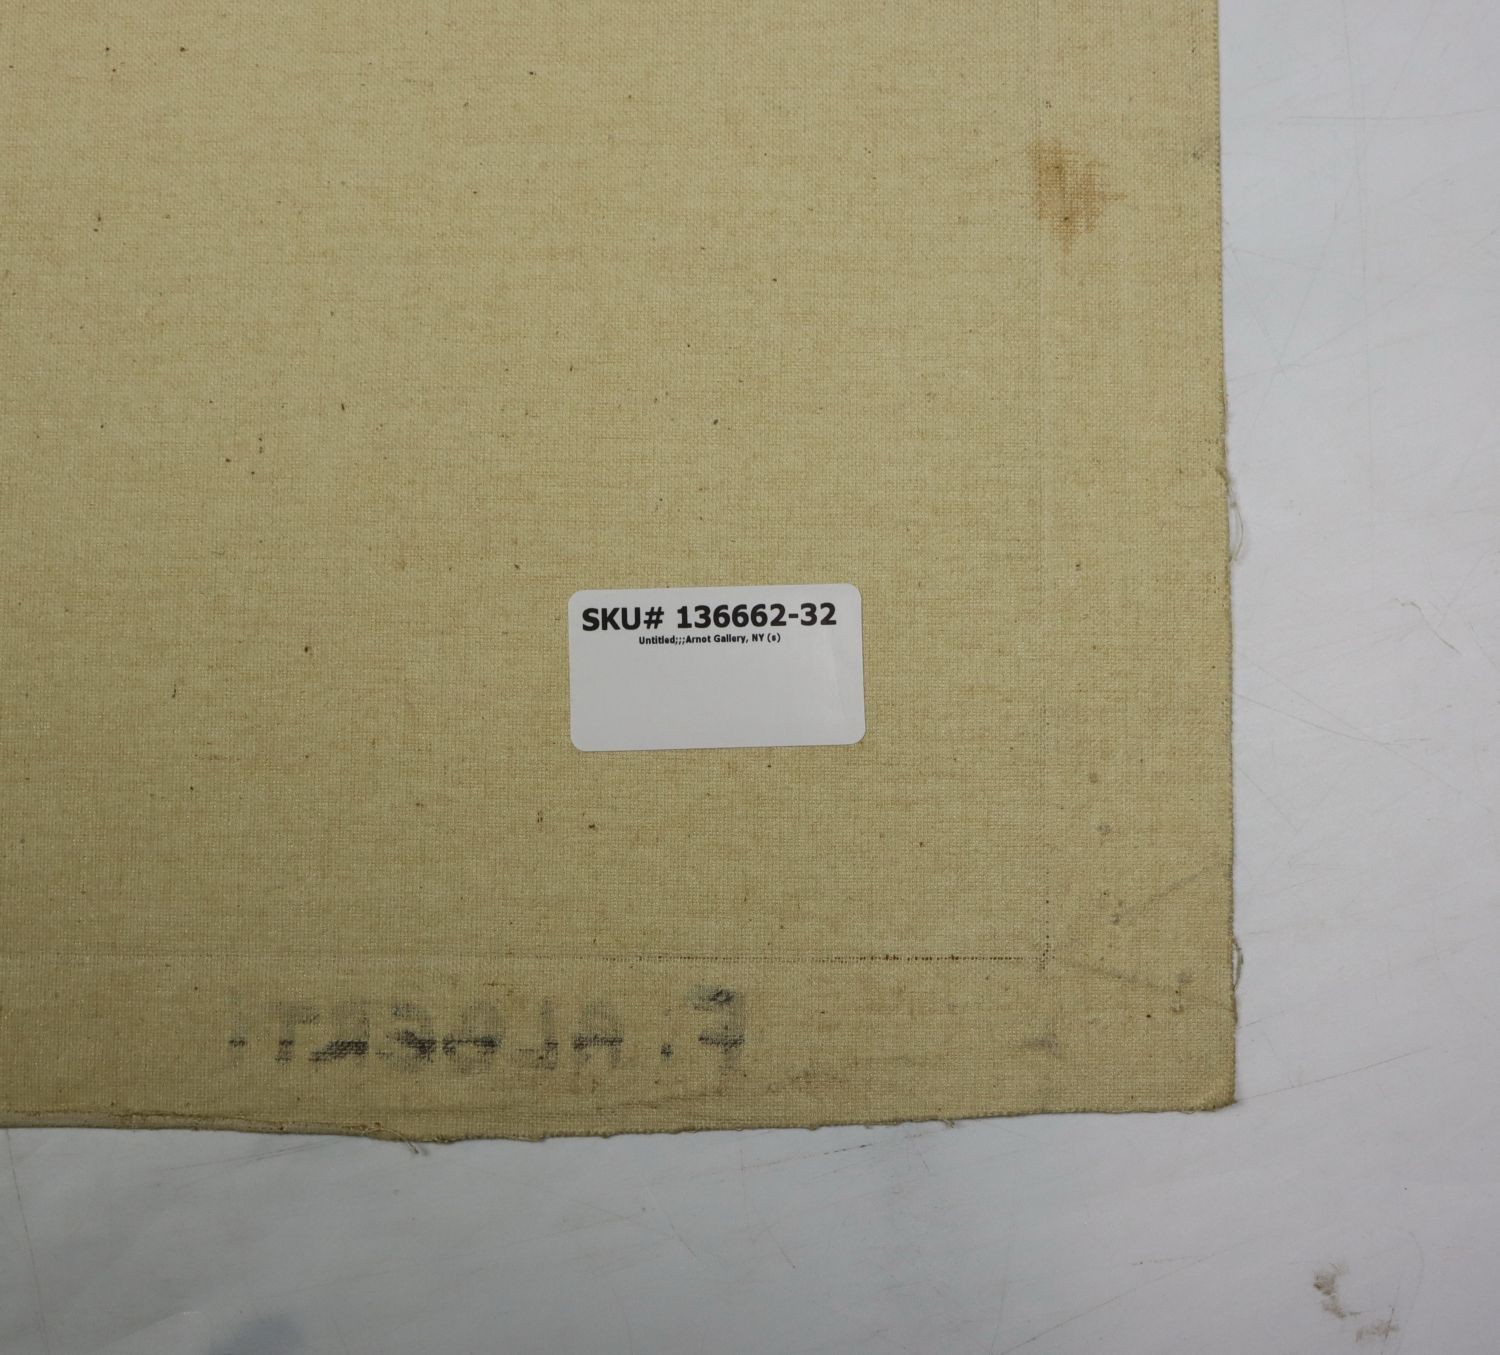 SKU# 136662-32
Untitled;;;Arnot Gallery, NY (s)